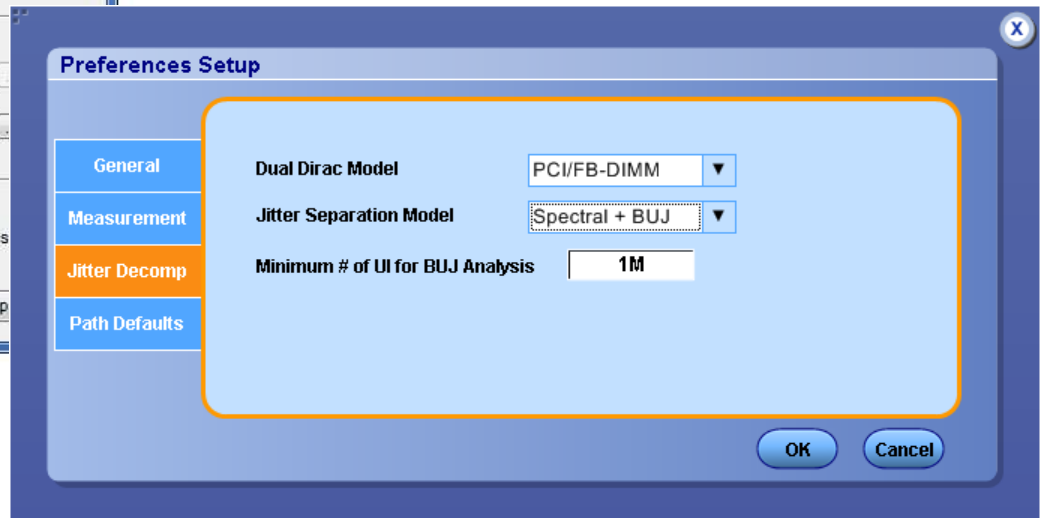 X
Preferences Setup
General
Measurement
Jitter Decomp
Path Defaults
Dual Dirac Model PCI/FB-DIMM
Jitter Separation Model Spectral + BUJ
Minimum # of UI for BUJ Analysis 1M
OK Cancel
s
p